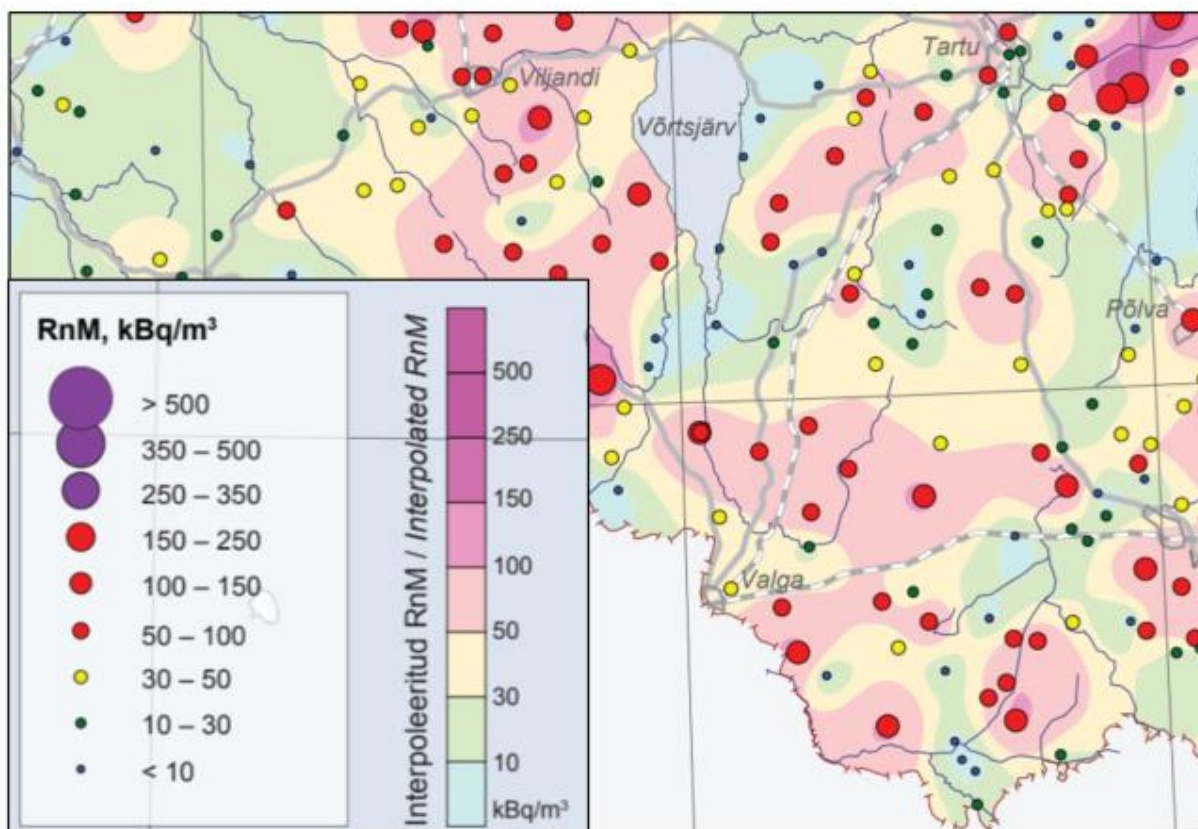 Tartu
Viljandi
Võrtsjärv
Põlva
Valga
V
RnM, kBq/m³
> 500
350 – 500
250 – 350
150 – 250
100 – 150
50 – 100
30 – 50
10 – 30
< 10
Interpoleeritud RnM / Interpolated RnM
500
250
150
100
50
30
10
kBq/m³